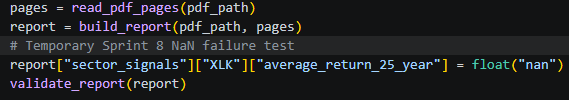 pages = read_pdf_pages(pdf_path)
report = build_report(pdf_path, pages)
# Temporary Sprint 8 NaN failure test
report["sector_signals"]["XLK"]["average_return_25_year"] = float("nan")
validate_report(report)